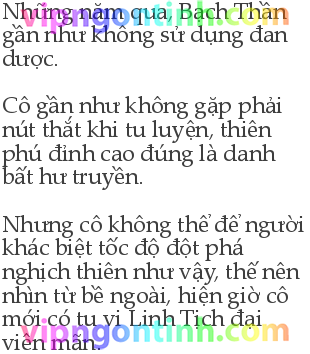 Những năm qua, Bạch Thần
gần như không sử dụng đan
dược.
Cô gần như không gặp phải
nút thắt khi tu luyện, thiên
phú đỉnh cao đúng là danh
bất hư truyền.
Nhưng cô không thể để người
khác biệt tốc độ đột phá
nghịch thiên như vậy, thế nên
nhìn từ bề ngoài, hiện giờ cô
mới có tu vi Linh Tịch đại
viên mãn.
vipngontinh.com
vipngontinh.com